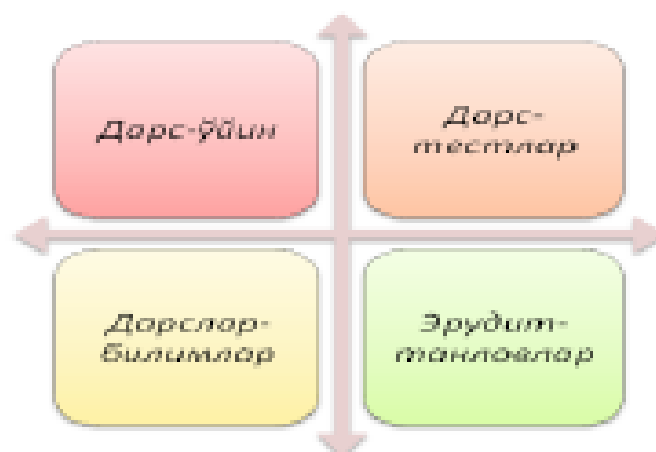 Дарс-ўйин
Дарс-
тестлар
Дарслар-
билимлар
Эрудит-
танловлар